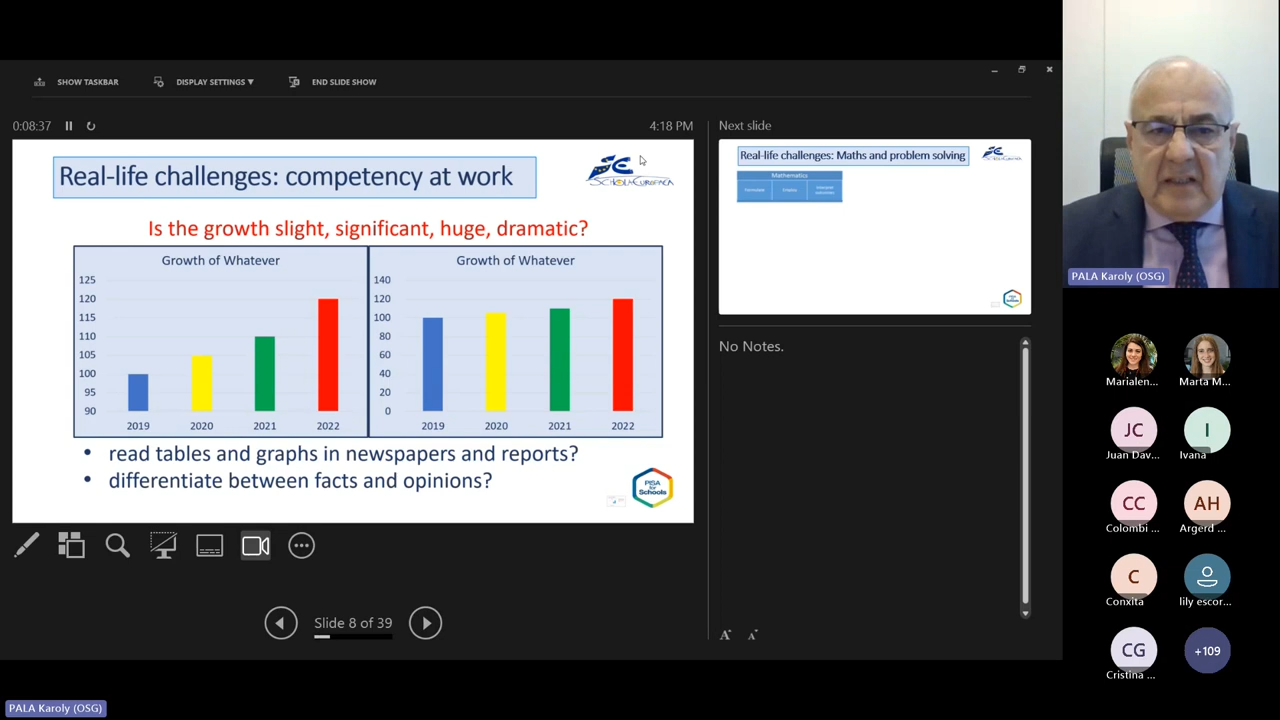 SHOW TASKBAR
DISPLAY SETTINGS ▾
END SLIDE SHOW
0:08:37
4:18 PM
Real-life challenges: competency at work
SCHOLA EUROPAEA
Is the growth slight, significant, huge, dramatic?
Growth of Whatever
125
120
115
110
105
100
95
90
2019
2020
2021
2022
Growth of Whatever
140
120
100
80
60
40
20
0
2019
2020
2021
2022
• read tables and graphs in newspapers and reports?
• differentiate between facts and opinions?
PISA
for
Schools
Slide 8 of 39
Next slide
Real-life challenges: Maths and problem solving
Mathematics
Formulate
Employ
No Notes.
A
A
PALA Karoly (OSG)
Marialen...
Marta M...
JC
Juan Dav...
I
Ivana
CC
Colombi ...
AH
Argerd ...
C
Conxita
lily escor...
CG
Cristina ...
+109
PALA Karoly (OSG)